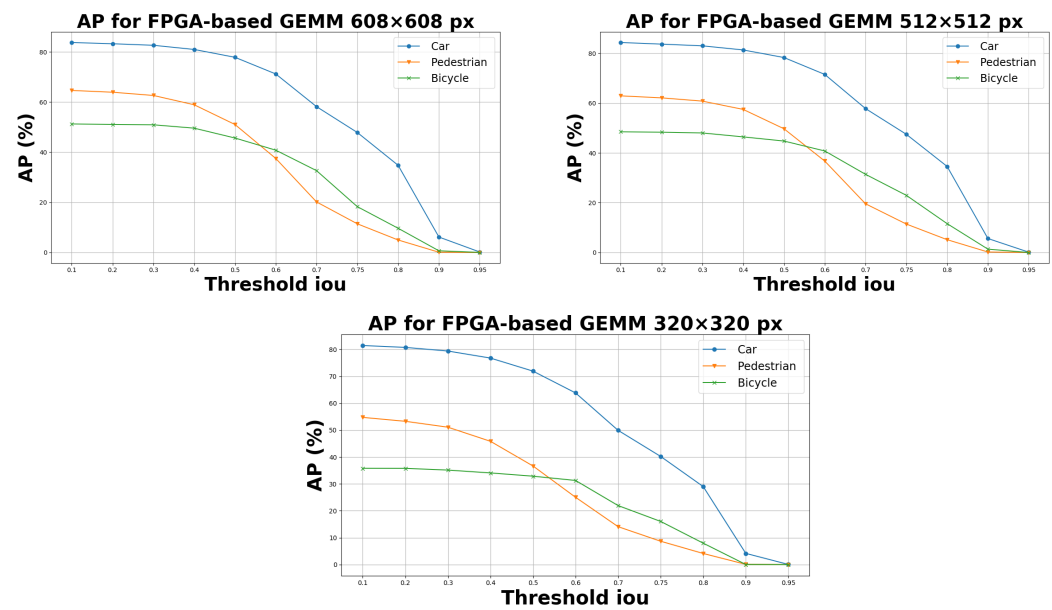 AP for FPGA-based GEMM 608×608 px
AP (%)
80
60
40
20
0
0.1 0.2 0.3 0.4 0.5 0.6 0.7 0.75 0.8 0.9 0.95
Threshold iou
Car
Pedestrian
Bicycle
AP for FPGA-based GEMM 512×512 px
AP (%)
80
60
40
20
0
0.1 0.2 0.3 0.4 0.5 0.6 0.7 0.75 0.8 0.9 0.95
Threshold iou
Car
Pedestrian
Bicycle
AP for FPGA-based GEMM 320×320 px
AP (%)
80
70
60
50
40
30
20
10
0
0.1 0.2 0.3 0.4 0.5 0.6 0.7 0.75 0.8 0.9 0.95
Threshold iou
Car
Pedestrian
Bicycle